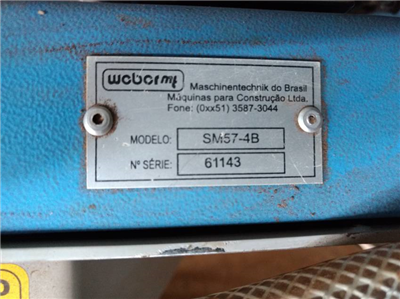 weber mt
Maschinentechnik do Brasil
Máquinas para Construção Ltda.
Fone: (0xx51) 3587-3044
MODELO: SM57-4B
Nº SÉRIE: 61143